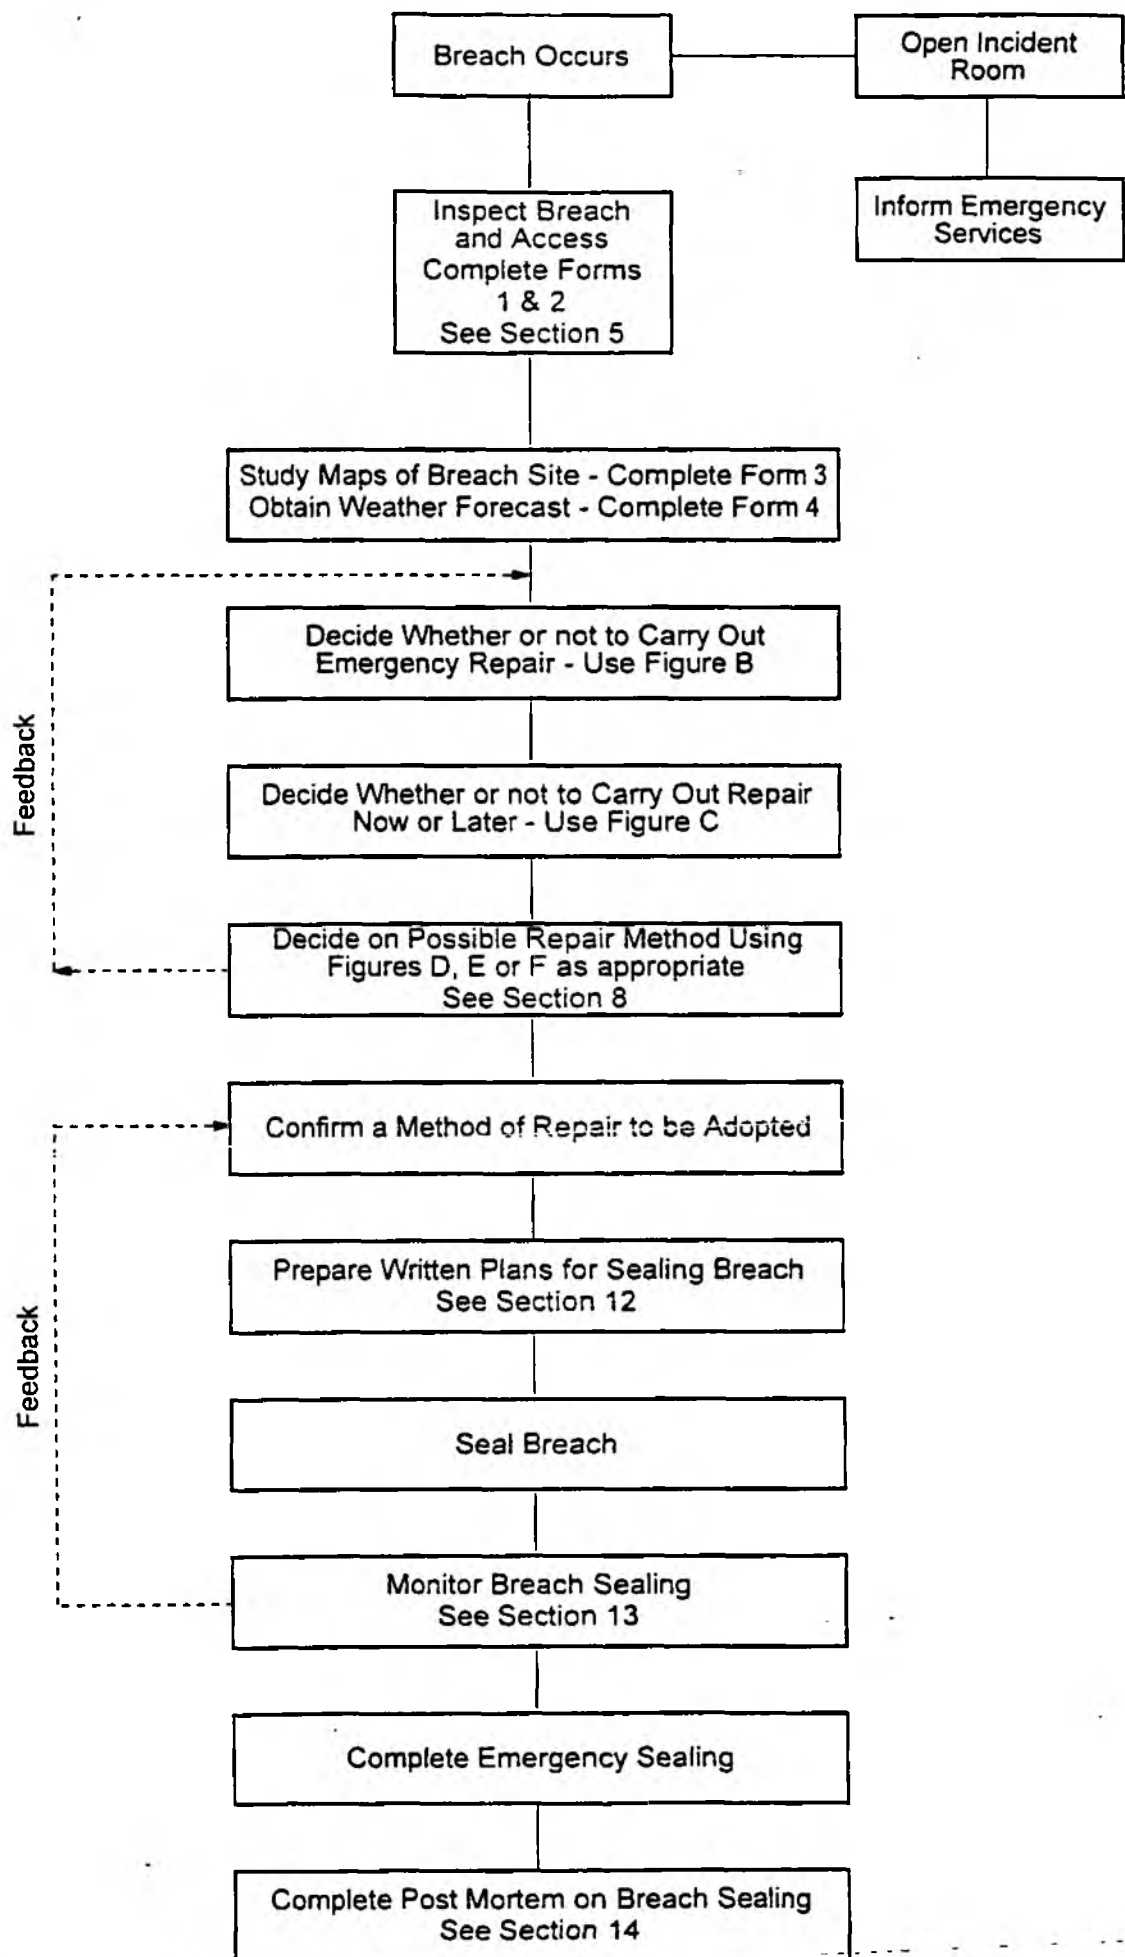 Breach Occurs
Open Incident
Room
Inform Emergency
Services
Inspect Breach
and Access
Complete Forms
1 & 2
See Section 5
Study Maps of Breach Site - Complete Form 3
Obtain Weather Forecast - Complete Form 4
Decide Whether or not to Carry Out
Emergency Repair - Use Figure B
Feedback
Decide Whether or not to Carry Out Repair
Now or Later - Use Figure C
Decide on Possible Repair Method Using
Figures D, E or F as appropriate
See Section 8
Confirm a Method of Repair to be Adopted
Prepare Written Plans for Sealing Breach
See Section 12
Feedback
Seal Breach
Monitor Breach Sealing
See Section 13
Complete Emergency Sealing
Complete Post Mortem on Breach Sealing
See Section 14